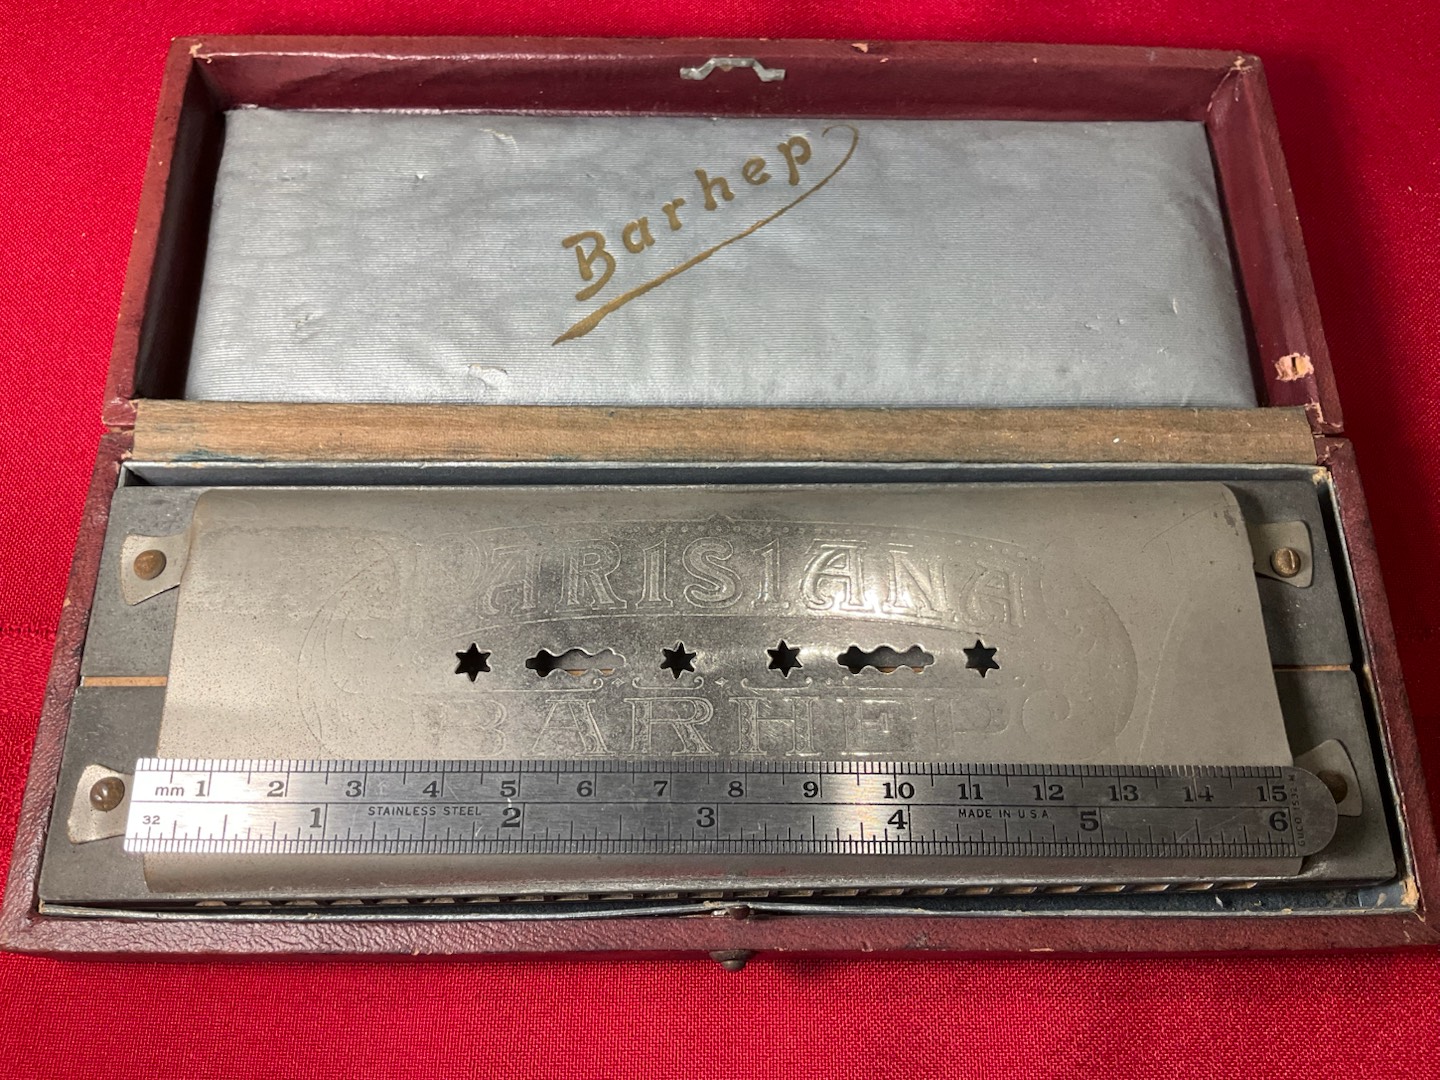 Barhep
PARISIANA
BARHEP
mm 1 2 3 4 5 6 7 8 9 10 11 12 13 14 15
32 1 STAINLESS STEEL 2 3 4 MADE IN U.S.A 5 6